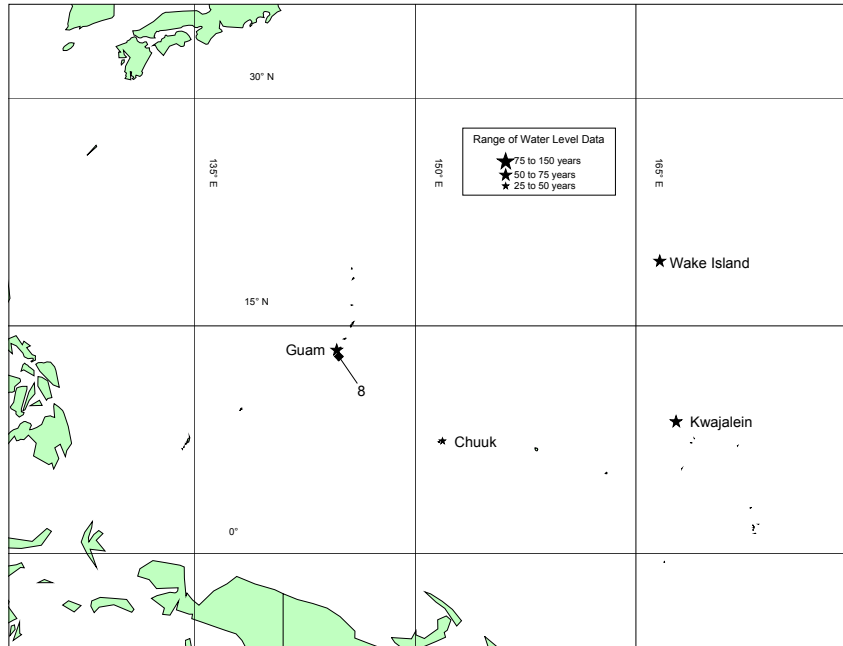 30° N
Range of Water Level Data
75 to 150 years
50 to 75 years
25 to 50 years
135° E
150° E
165° E
Wake Island
15° N
Guam
8
Kwajalein
Chuuk
0°